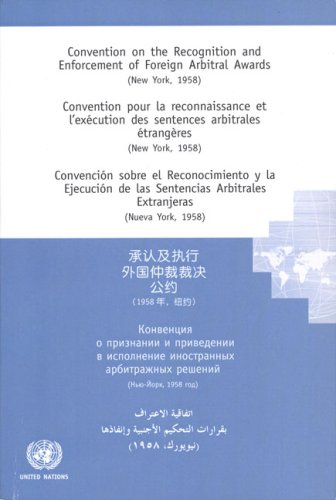 Convention on the Recognition and
Enforcement of Foreign Arbitral Awards
(New York, 1958)
Convention pour la reconnaissance et
l'exécution des sentences arbitrales
étrangères
(New York, 1958)
Convención sobre el Reconocimiento y la
Ejecución de las Sentencias Arbitrales
Extranjeras
(Nueva York, 1958)
承认及执行
外国仲裁裁决
公约
(1958 年，纽约)
Конвенция
о признании и приведении
в исполнение иностранных
арбитражных решений
(Нью-Йорк, 1958 год)
اتفاقية الاعتراف
بقرارات التحكيم الأجنبية وإنفاذها
(نيويورك، ١٩٥٨)
UNITED NATIONS